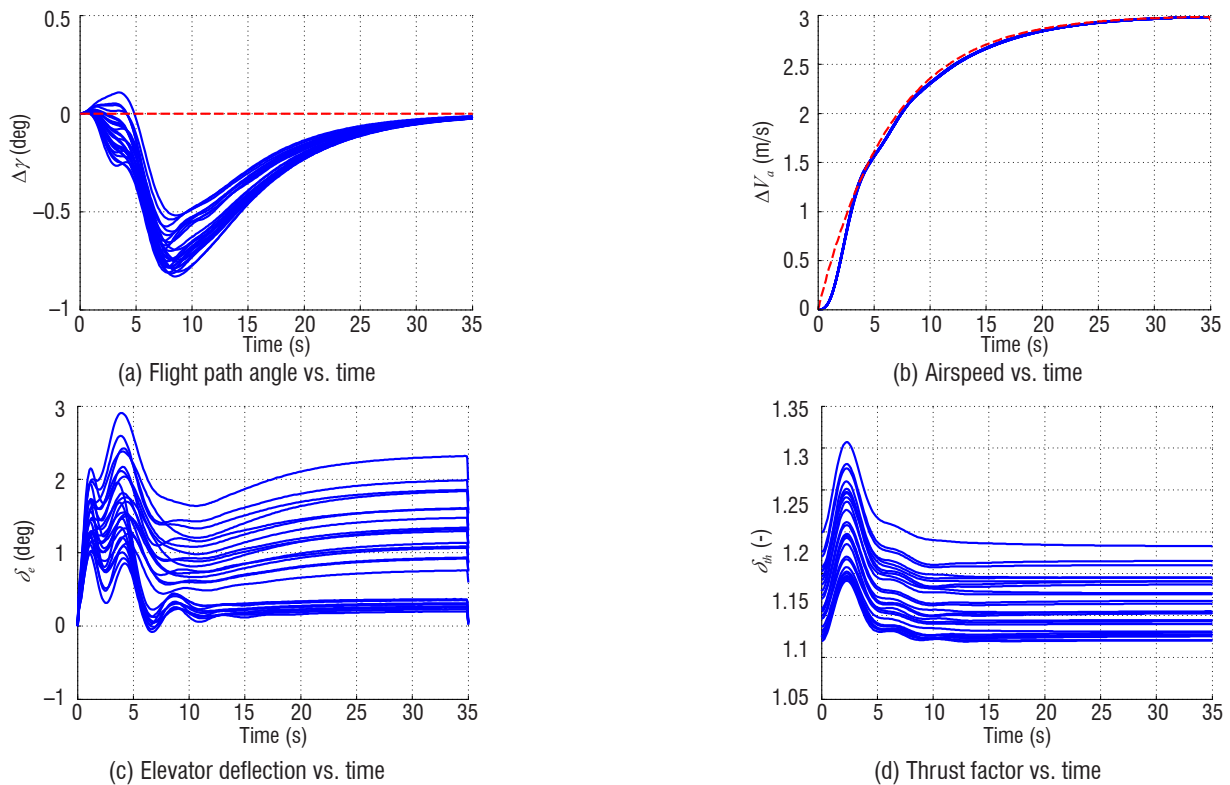 0.5
0
−0.5
−1
Δγ (deg)
0 5 10 15 20 25 30 35
Time (s)
(a) Flight path angle vs. time
3
2.5
2
1.5
1
0.5
0
ΔVa (m/s)
0 5 10 15 20 25 30 35
Time (s)
(b) Airspeed vs. time
3
2
1
0
−1
δe (deg)
0 5 10 15 20 25 30 35
Time (s)
(c) Elevator deflection vs. time
1.35
1.3
1.25
1.2
1.15
1.1
1.05
δth (-)
0 5 10 15 20 25 30 35
Time (s)
(d) Thrust factor vs. time